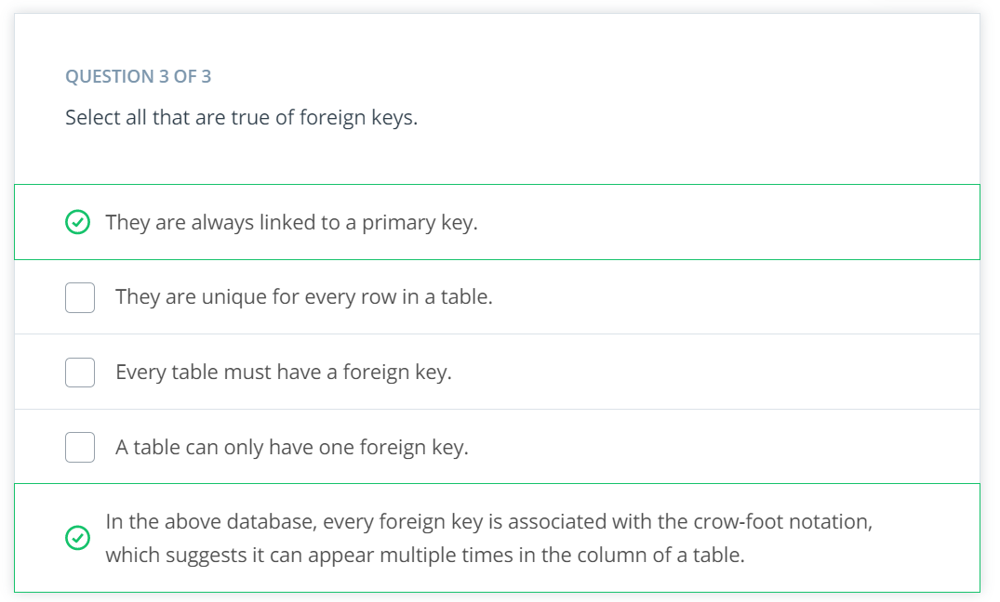 QUESTION 3 OF 3
Select all that are true of foreign keys.
They are always linked to a primary key.
They are unique for every row in a table.
Every table must have a foreign key.
A table can only have one foreign key.
In the above database, every foreign key is associated with the crow-foot notation,
which suggests it can appear multiple times in the column of a table.